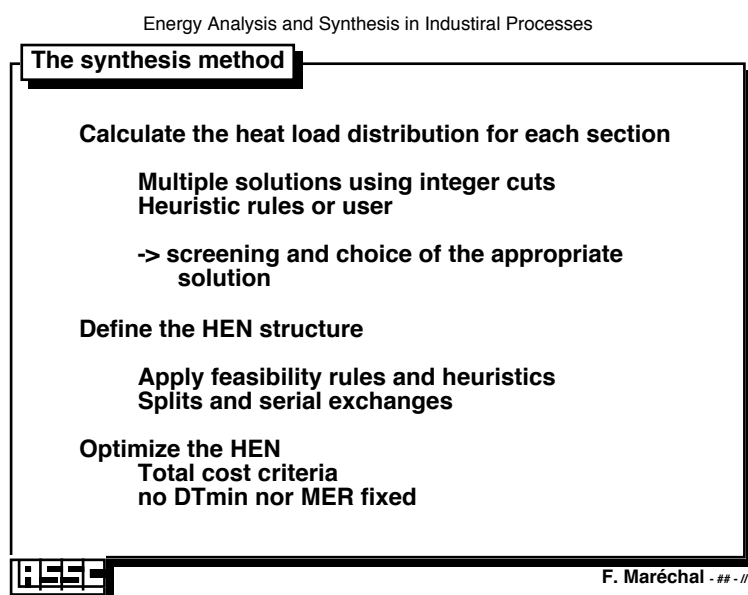 Energy Analysis and Synthesis in Industiral Processes
The synthesis method
Calculate the heat load distribution for each section
Multiple solutions using integer cuts
Heuristic rules or user
-> screening and choice of the appropriate
solution
Define the HEN structure
Apply feasibility rules and heuristics
Splits and serial exchanges
Optimize the HEN
Total cost criteria
no DTmin nor MER fixed
F. Maréchal - ## - //